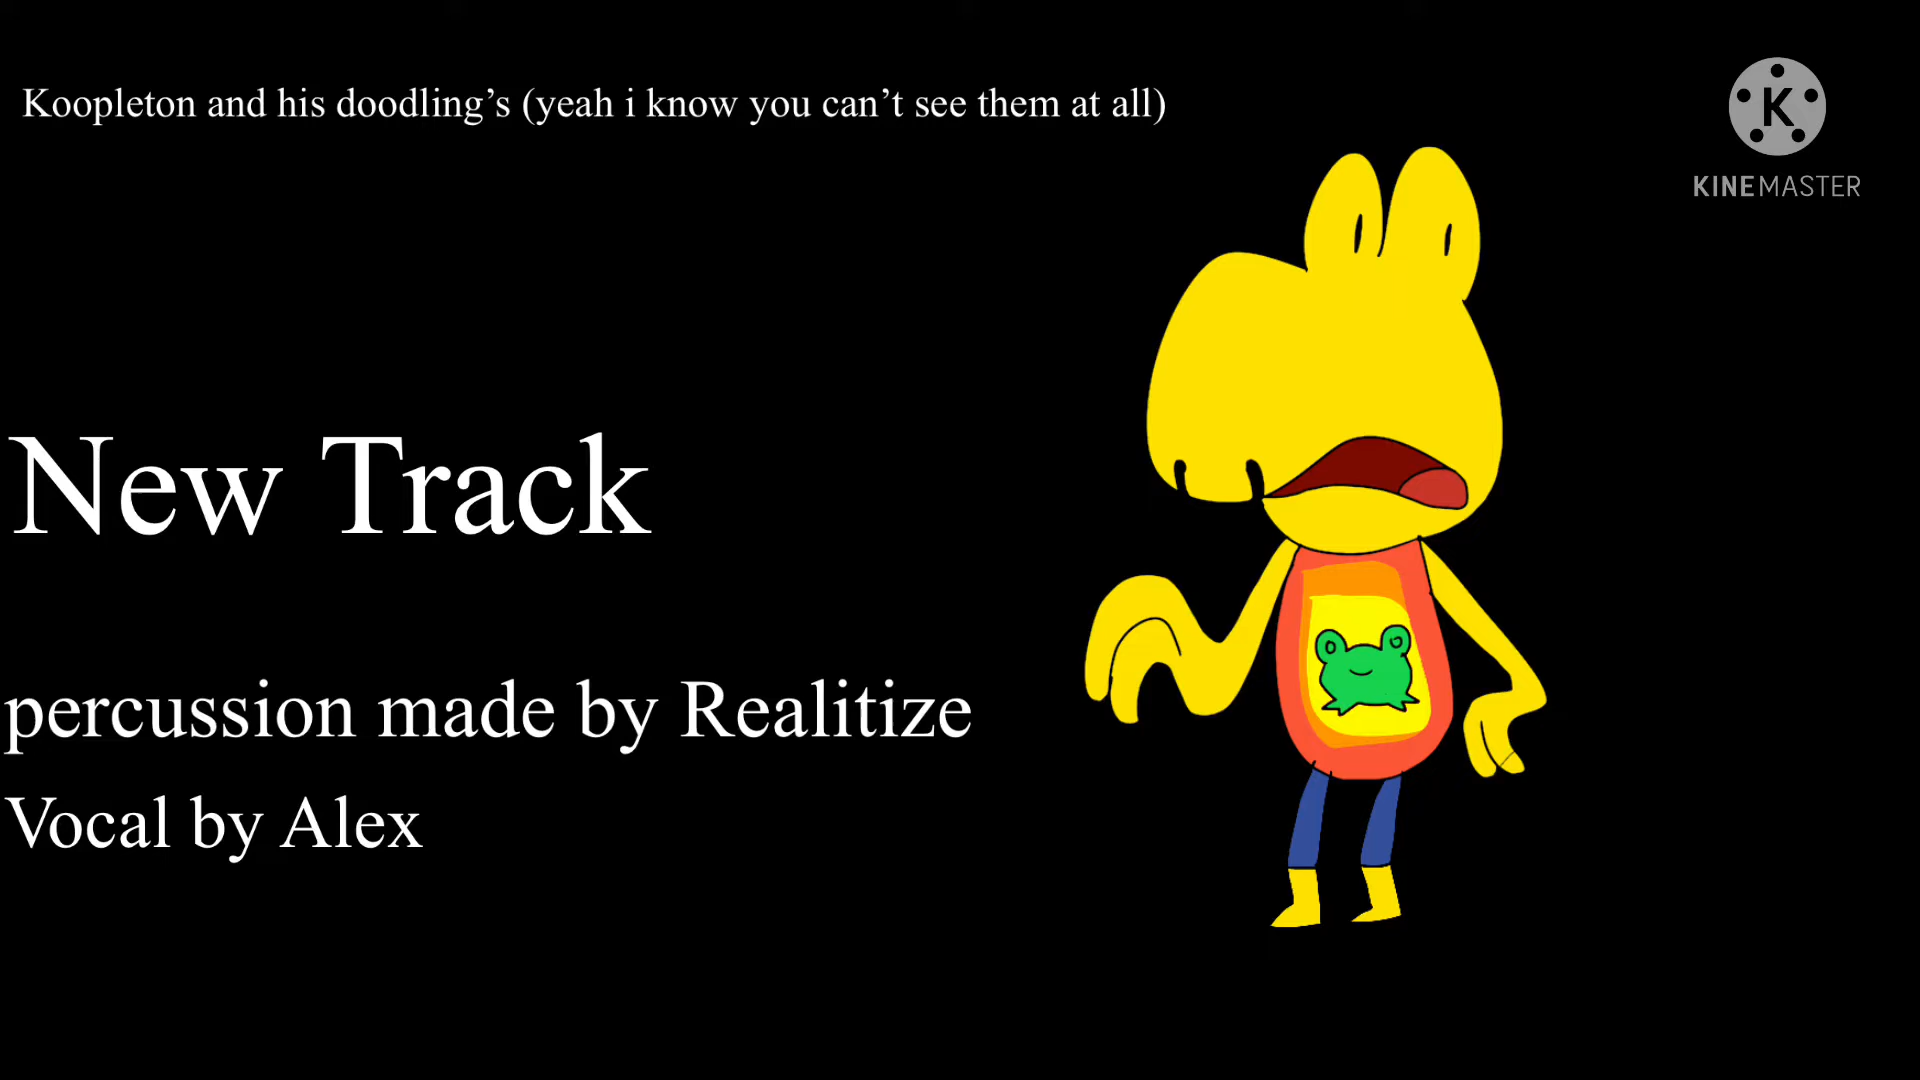 Koopleton and his doodling’s (yeah i know you can’t see them at all)
K
KINEMASTER
New Track
percussion made by Realitize
Vocal by Alex